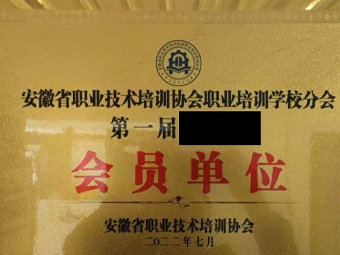 安徽省职业技术培训协会职业培训学校分会
第一届
会员单位
安徽省职业技术培训协会
二〇二二年七月